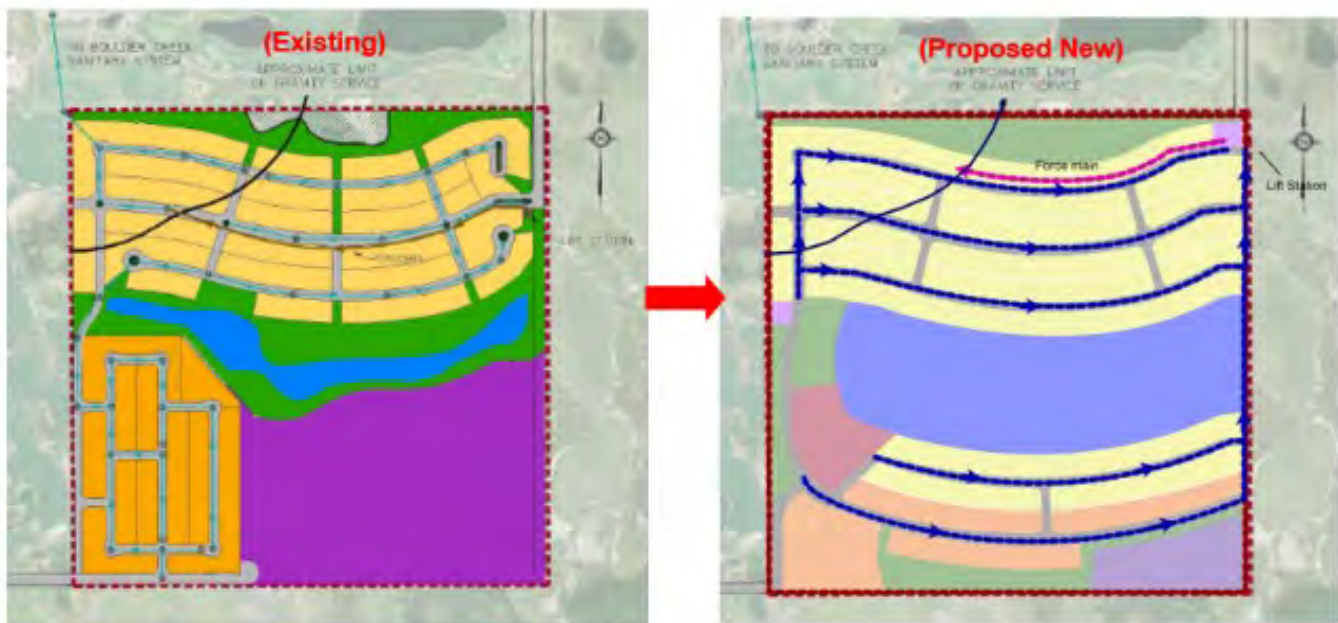 (Existing)
TO BOULDER CREEK
SANITARY SYSTEM
APPROXIMATE LIMIT
OF GRAVITY SERVICE
LIFT STATION
(Proposed New)
TO BOULDER CREEK
SANITARY SYSTEM
APPROXIMATE LIMIT
OF GRAVITY SERVICE
Force main
Lift Station